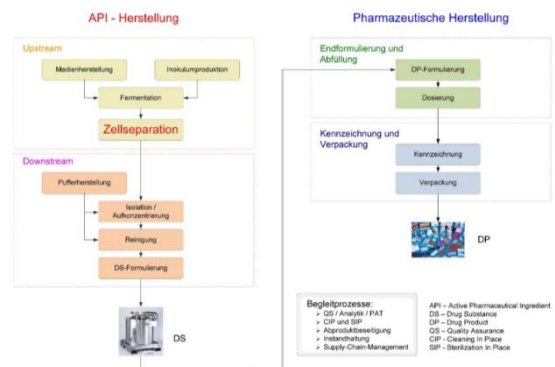 API - Herstellung
Upstream
Medienherstellung
Inokulumproduktion
Fermentation
Zellseparation
Downstream
Pufferherstellung
Isolation /
Aufkonzentrierung
Reinigung
DS-Formulierung
DS
Pharmazeutische Herstellung
Endformulierung und
Abfüllung
DP-Formulierung
Dosierung
Kennzeichnung und
Verpackung
Kennzeichnung
Verpackung
DP
Begleitprozesse:
➢ QS / Analytik / PAT
➢ CIP und SIP
➢ Abproduktbeseitigung
➢ Instandhaltung
➢ Supply-Chain-Management
API – Active Pharmaceutical Ingredient
DS – Drug Substance
DP – Drug Product
QS – Quality Assurance
CIP - Cleaning In Place
SIP - Sterilization In Place